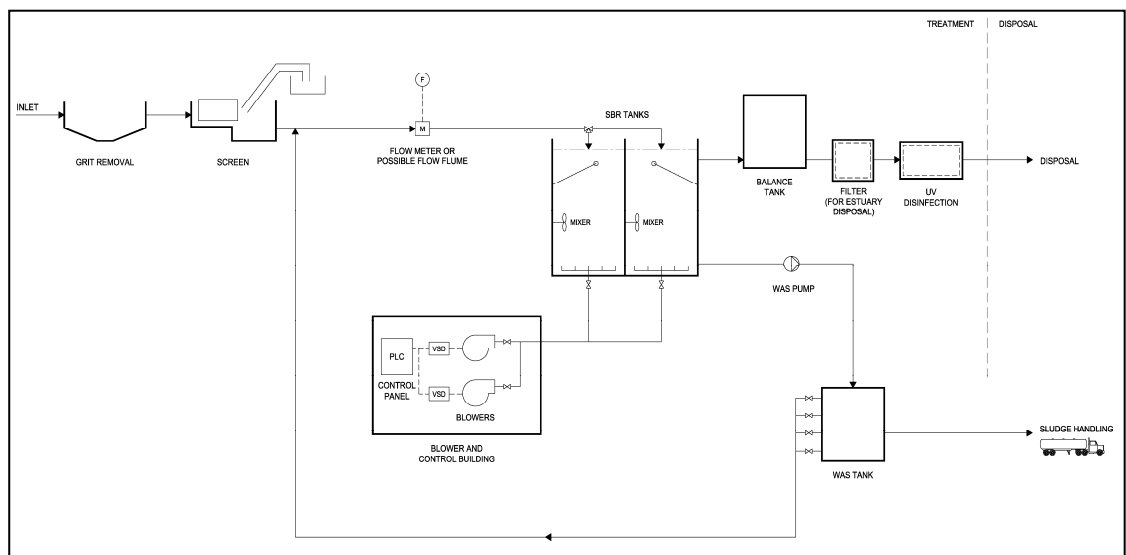 TREATMENT
DISPOSAL
INLET
GRIT REMOVAL
SCREEN
F
M
FLOW METER OR
POSSIBLE FLOW FLUME
SBR TANKS
MIXER
MIXER
BALANCE
TANK
FILTER
(FOR ESTUARY
DISPOSAL)
UV
DISINFECTION
DISPOSAL
WAS PUMP
PLC
CONTROL
PANEL
VSD
VSD
BLOWERS
BLOWER AND
CONTROL BUILDING
WAS TANK
SLUDGE HANDLING